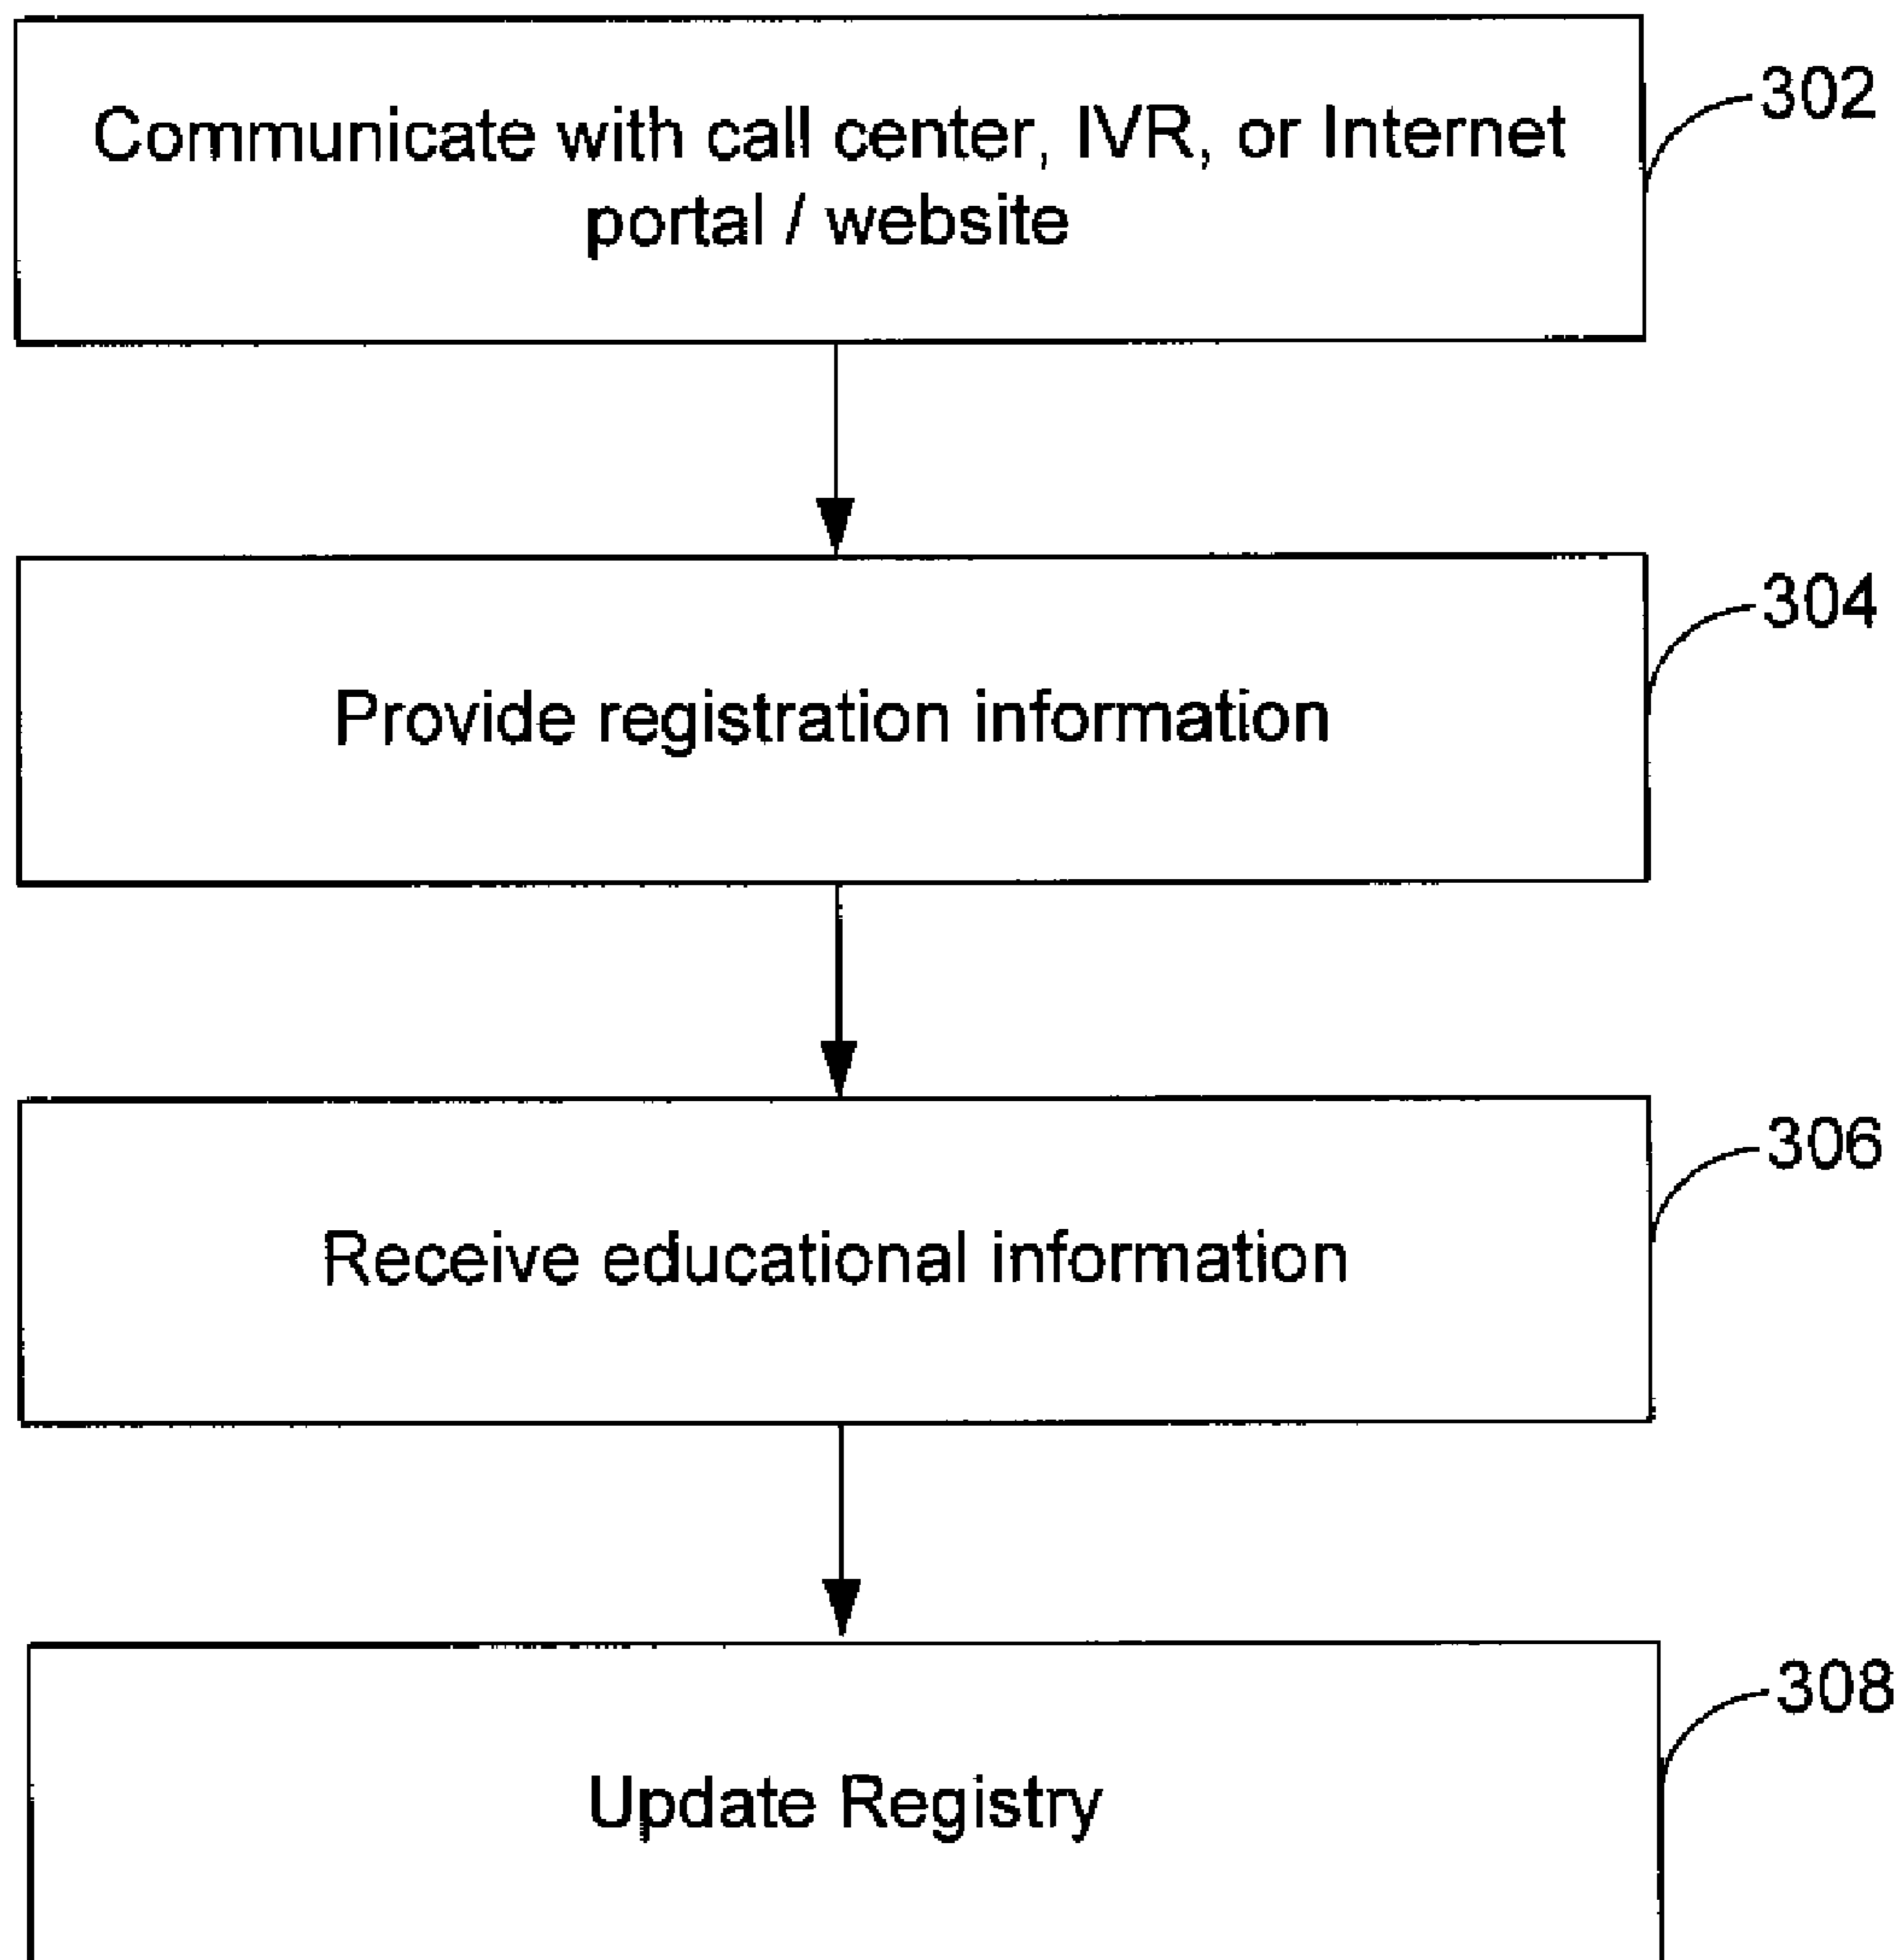 302
Communicate with call center, IVR, or Internet
portal / website
304
Provide registration information
306
Receive educational information
308
Update Registry